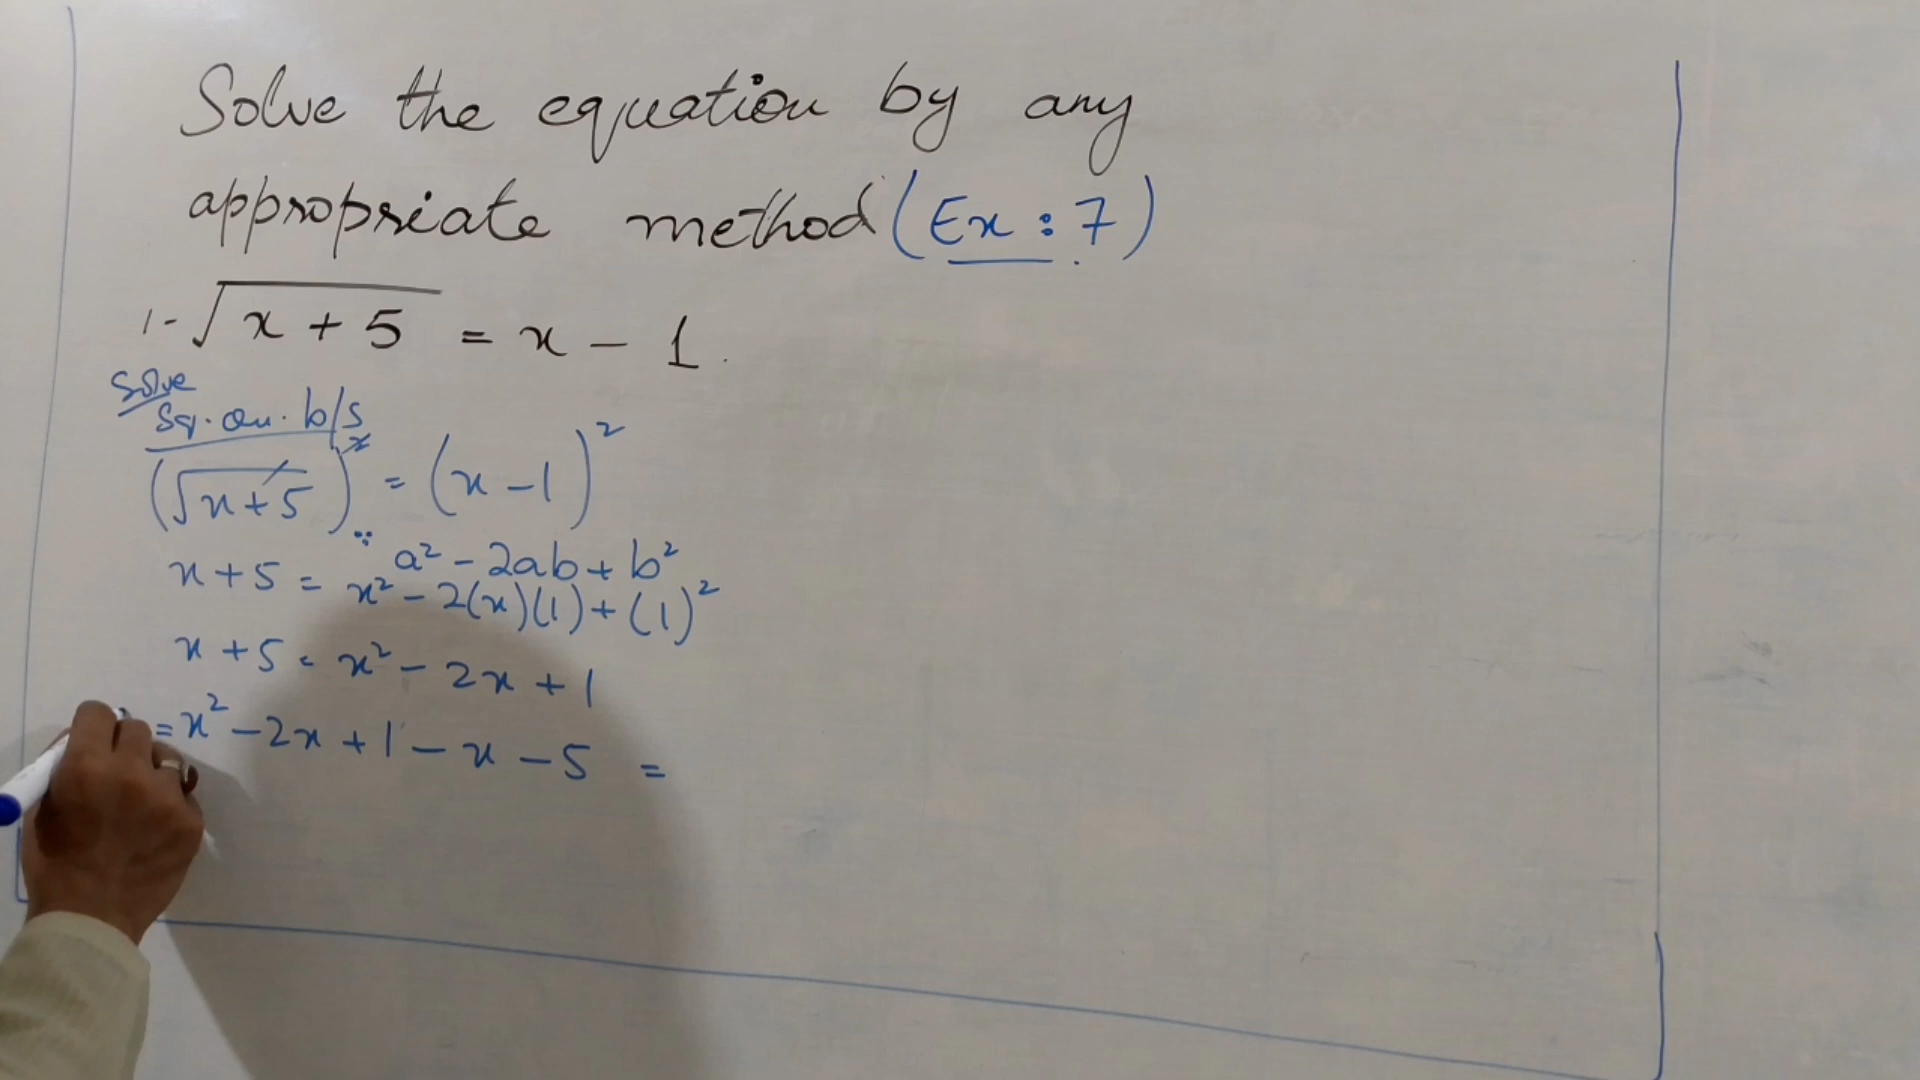 Solve the equation by any
appropriate method (Ex : 7)
1- √(x + 5) = x - 1.
Solve
Sq. on. b/s
(√(x+5))² = (x - 1)²
∵ a² - 2ab + b²
x + 5 = x² - 2(x)(1) + (1)²
x + 5 = x² - 2x + 1
= x² - 2x + 1 - x - 5 =